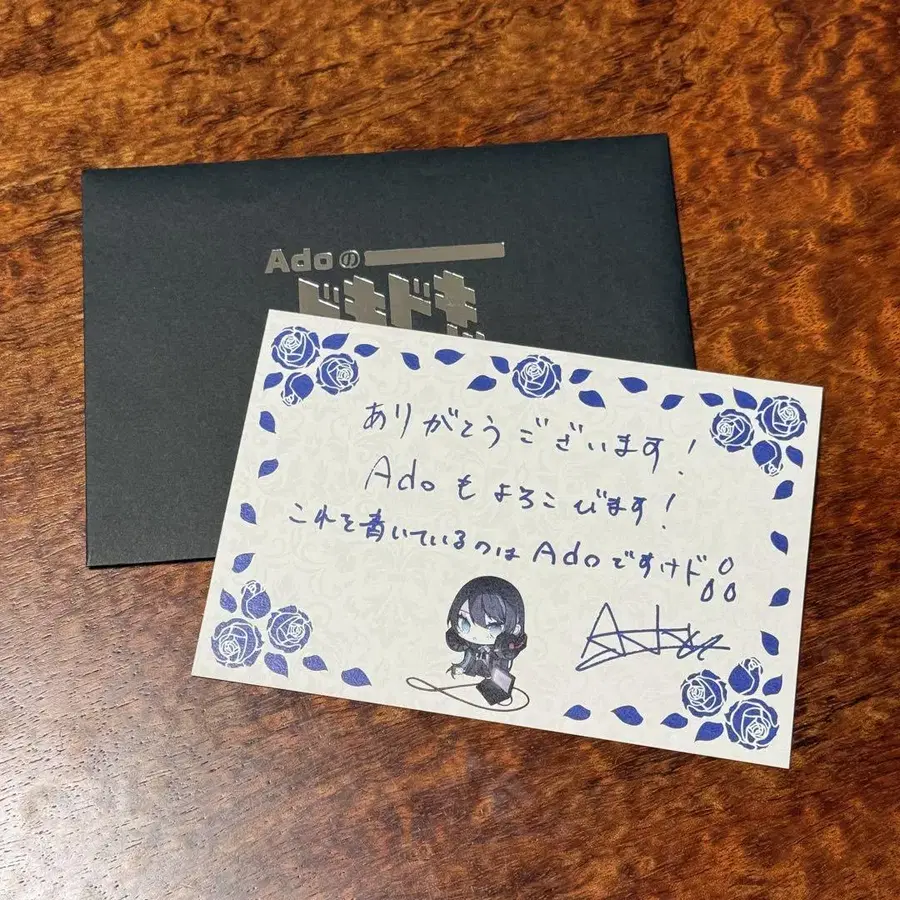 Adoの
ドキドキ
ありがとうございます!
Adoもよろこびます!
これを書いているのはAdoですけド
Ado